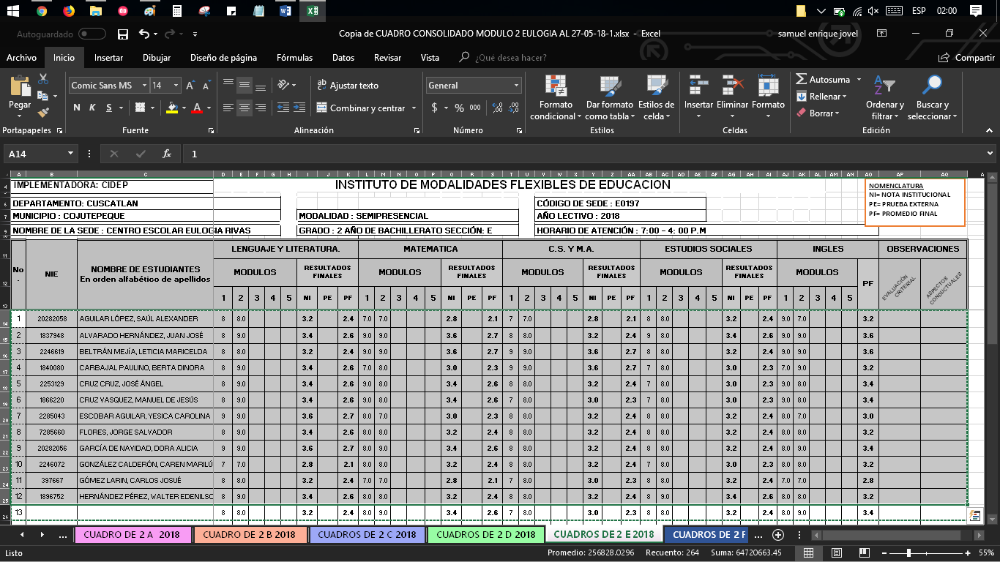 ESP 02:00
Autoguardado Copia de CUADRO CONSOLIDADO MODULO 2 EULOGIA AL 27-05-18-1.xlsx - Excel samuel enrique jovel
Archivo Inicio Insertar Dibujar Diseño de página Fórmulas Datos Revisar Vista ¿Qué desea hacer? Compartir
Pegar Comic Sans MS 14 Ajustar texto General Formato condicional Dar formato como tabla Estilos de celda Insertar Eliminar Formato Autosuma Ordenar y filtrar Buscar y seleccionar
N K S Combinar y centrar $ % 000 Rellenar
Borrar
Portapapeles Fuente Alineación Número Estilos Celdas Edición
A14 fx 1
A B C D E F G H I J K L M N O P Q R S T U V W X Y Z AA AB AC AD AE AF AG AH AI AJ AK AL AM AN AO AP AQ A
4 IMPLEMENTADORA: CIDEP INSTITUTO DE MODALIDADES FLEXIBLES DE EDUCACION
NOMENCLATURA
NI= NOTA INSTITUCIONAL
PE= PRUEBA EXTERNA
PF= PROMEDIO FINAL
6 DEPARTAMENTO: CUSCATLAN CÓDIGO DE SEDE : E0197
7 MUNICIPIO : COJUTEPEQUE MODALIDAD : SEMIPRESENCIAL AÑO LECTIVO : 2018
9 NOMBRE DE LA SEDE : CENTRO ESCOLAR EULOGIA RIVAS GRADO : 2 AÑO DE BACHILLERATO SECCIÓN: E HORARIO DE ATENCIÓN : 7:00 - 4: 00 P.M
10
11 No. NIE NOMBRE DE ESTUDIANTES LENGUAJE Y LITERATURA. MATEMATICA C.S. Y M.A. ESTUDIOS SOCIALES INGLES OBSERVACIONES
En orden alfabético de apellidos
12 MODULOS RESULTADOS FINALES MODULOS RESULTADOS FINALES MODULOS RESULTADOS FINALES MODULOS RESULTADOS FINALES MODULOS PF EVALUACIÓN CRITERIAL ASPECTOS CONDUCTUALES
13 1 2 3 4 5 NI PE PF 1 2 3 4 5 NI PE PF 1 2 3 4 5 NI PE PF 1 2 3 4 5 NI PE PF 1 2 3 4 5
14 1 20282058 AGUILAR LÓPEZ, SAÚL ALEXANDER 8 8.0 3.2 2.4 7.0 7.0 2.8 2.1 7 7.0 2.8 2.1 8 8.0 3.2 2.4 9.0 7.0 3.2
15 2 1837948 ALVARADO HERNÁNDEZ, JUAN JOSÉ 8 9.0 3.4 2.6 9.0 9.0 3.6 2.7 8 8.0 3.2 2.4 9 8.0 3.4 2.6 9.0 9.0 3.6
16 3 2246619 BELTRÁN MEJÍA, LETICIA MARICELDA 8 8.0 3.2 2.4 9.0 9.0 3.6 2.7 9 9.0 3.6 2.7 8 8.0 3.2 2.4 9.0 9.0 3.6
17 4 1840080 CARBAJAL PAULINO, BERTA DINORA 8 9.0 3.4 2.6 7.0 8.0 3.0 2.3 9 9.0 3.6 2.7 7 8.0 3.0 2.3 7.0 9.0 3.2
18 5 2253129 CRUZ CRUZ, JOSÉ ÁNGEL 8 9.0 3.4 2.6 9.0 8.0 3.4 2.6 8 8.0 3.2 2.4 7 8.0 3.0 2.3 9.0 8.0 3.4
19 6 1866220 CRUZ VASQUEZ, MANUEL DE JESÚS 8 9.0 3.4 2.6 9.0 8.0 3.4 2.6 7 8.0 3.0 2.3 7 8.0 3.0 2.3 9.0 8.0 3.4
20 7 2285043 ESCOBAR AGUILAR, YESICA CAROLINA 9 9.0 3.6 2.7 8.0 7.0 3.0 2.3 8 8.0 3.2 2.4 7 8.0 3.0 2.3 8.0 7.0 3.0
21 8 7285660 FLORES, JORGE SALVADOR 8 9.0 3.4 2.6 8.0 8.0 3.2 2.4 8 8.0 3.2 2.4 8 8.0 3.2 2.4 8.0 8.0 3.2
22 9 20282056 GARCÍA DE NAVIDAD, DORA ALICIA 9 9.0 3.6 2.7 8.0 9.0 3.4 2.6 8 8.0 3.2 2.4 8 8.0 3.2 2.4 8.0 9.0 3.4
23 10 2246072 GONZÁLEZ CALDERÓN, CAREN MARILÚ 7 7.0 2.8 2.1 8.0 8.0 3.2 2.4 8 8.0 3.2 2.4 8 7.0 3.0 2.3 8.0 8.0 3.2
24 11 397667 GÓMEZ LARIN, CARLOS JOSUÉ 8 8.0 3.2 2.4 7.0 7.0 2.8 2.1 7 8.0 3.0 2.3 8 8.0 3.2 2.4 7.0 7.0 2.8
25 12 1896752 HERNÁNDEZ PÉREZ, WALTER EDENILSO 8 9.0 3.4 2.6 8.0 8.0 3.2 2.4 8 8.0 3.2 2.4 9 8.0 3.4 2.6 8.0 8.0 3.2
26 13 8 8.0 3.2 2.4 8.0 9.0 3.4 2.6 7 8.0 3.0 2.3 8 8.0 3.2 2.4 8.0 9.0 3.4
... CUADRO DE 2 A 2018 CUADRO DE 2 B 2018 CUADROS DE 2 C 2018 CUADROS DE 2 D 2018 CUADROS DE 2 E 2018 CUADROS DE 2 F ...
Listo Promedio: 256828.0296 Recuento: 264 Suma: 64720663.45 55%